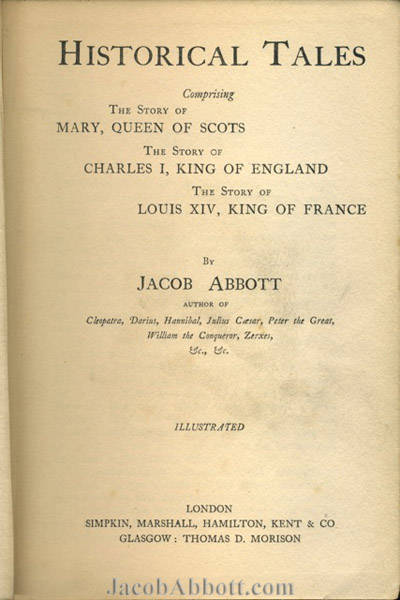 HISTORICAL TALES
Comprising
THE STORY OF
MARY, QUEEN OF SCOTS
THE STORY OF
CHARLES I, KING OF ENGLAND
THE STORY OF
LOUIS XIV, KING OF FRANCE
BY
JACOB ABBOTT
AUTHOR OF
Cleopatra, Darius, Hannibal, Julius Cæsar, Peter the Great,
William the Conqueror, Zerxes,
&c., &c.
ILLUSTRATED
LONDON
SIMPKIN, MARSHALL, HAMILTON, KENT & CO
GLASGOW: THOMAS D. MORISON
JacobAbbott.com